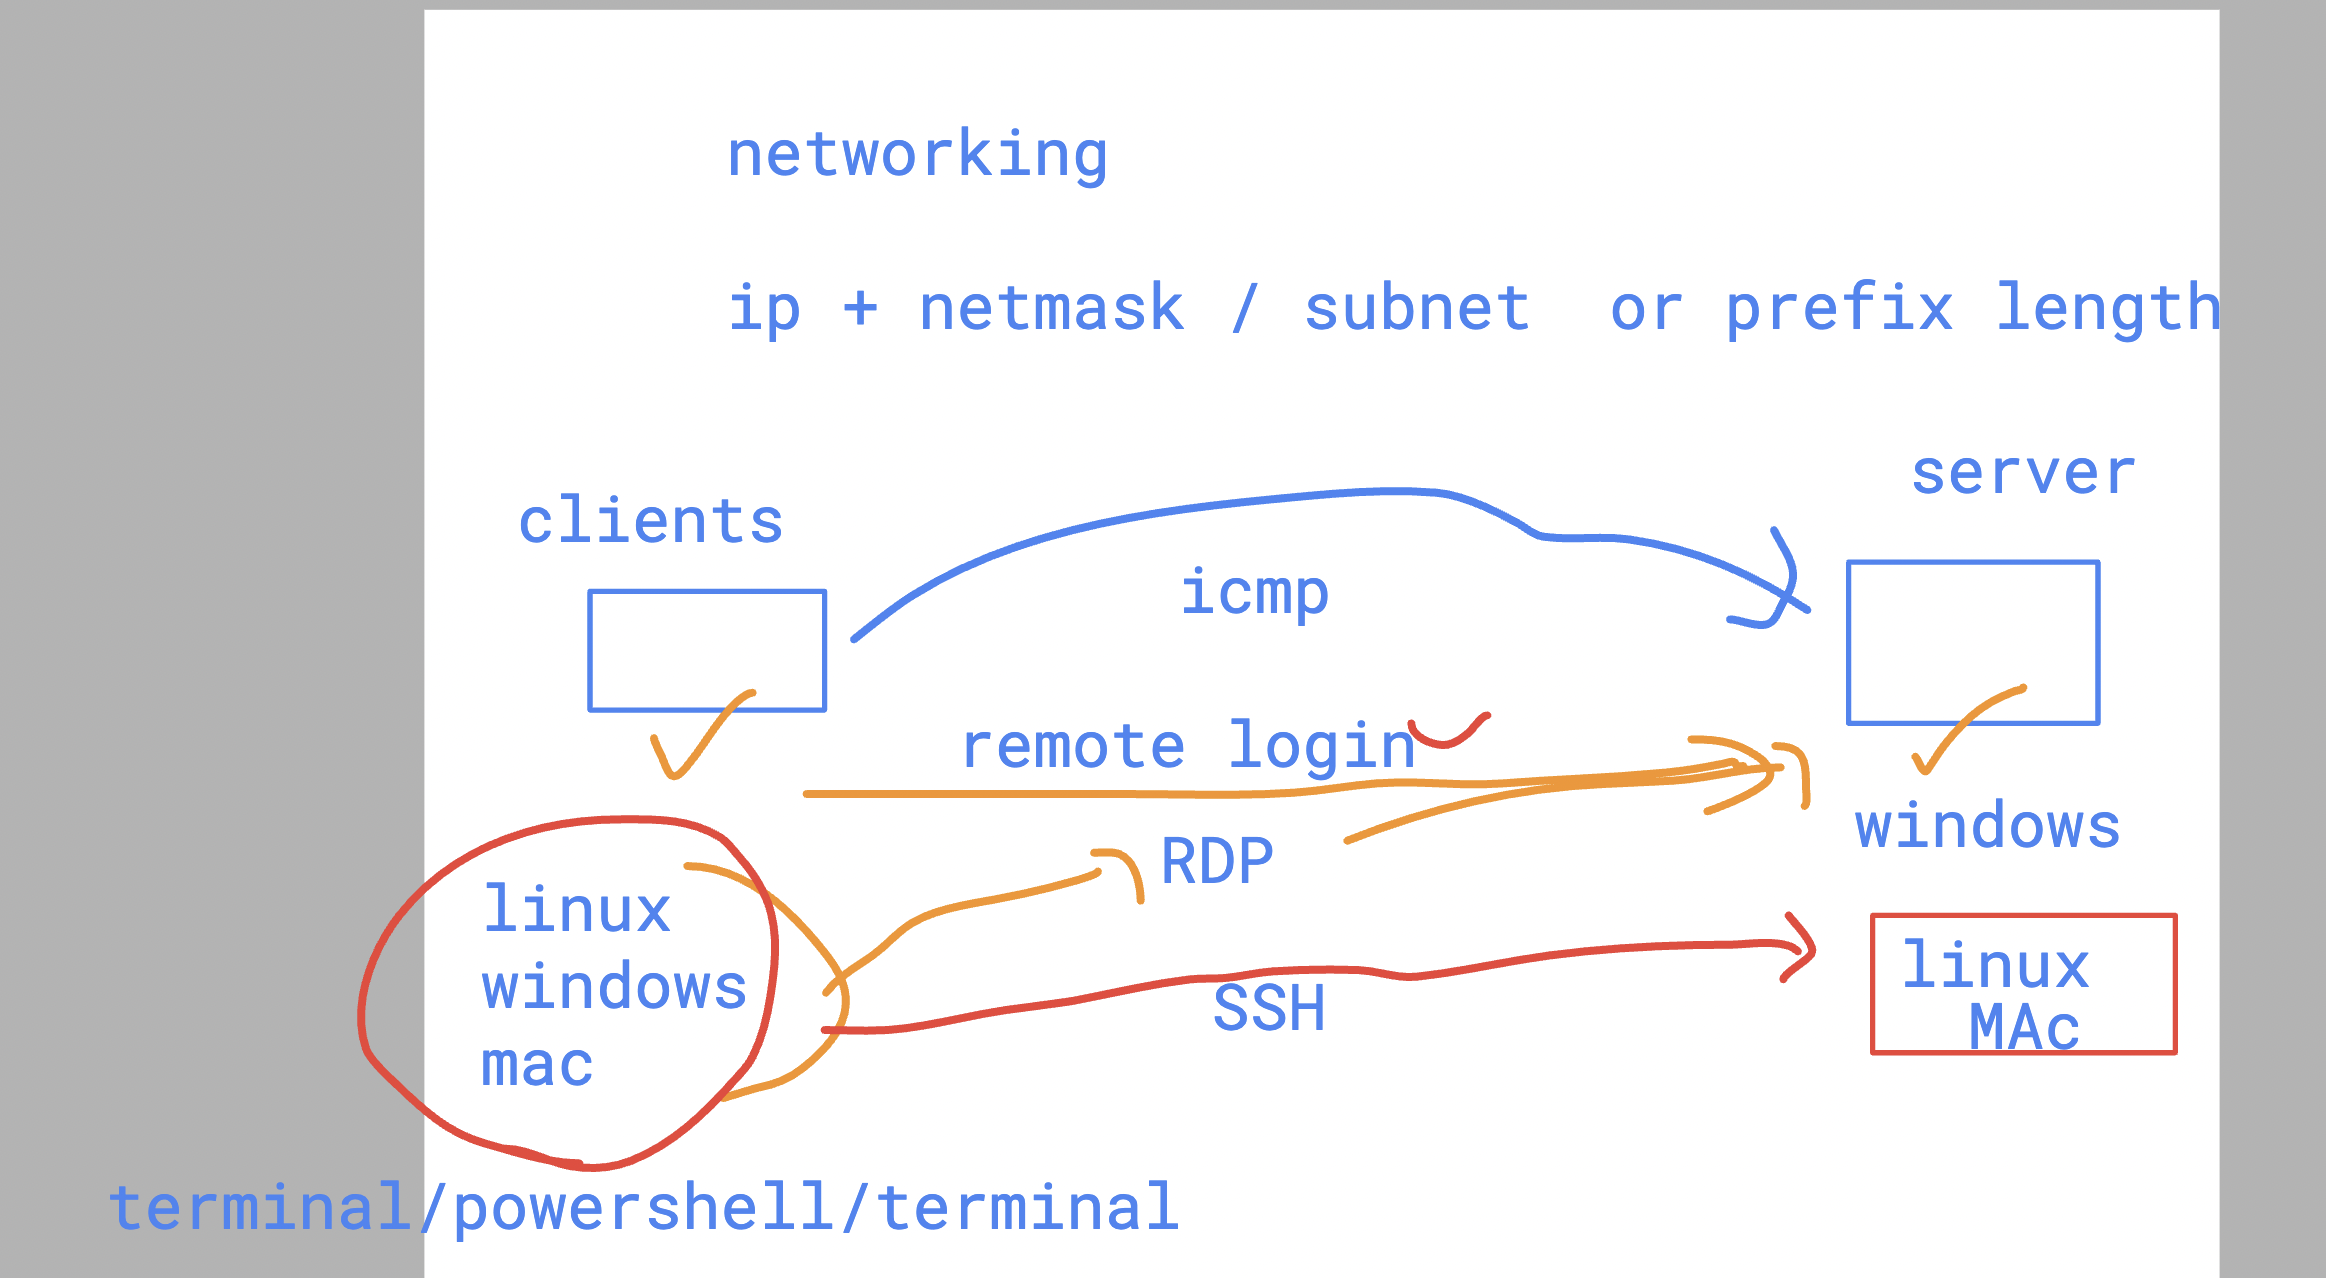 networking
ip + netmask / subnet  or prefix length
server
clients
icmp
remote login
windows
RDP
linux
windows
mac
linux
MAc
SSH
terminal/powershell/terminal